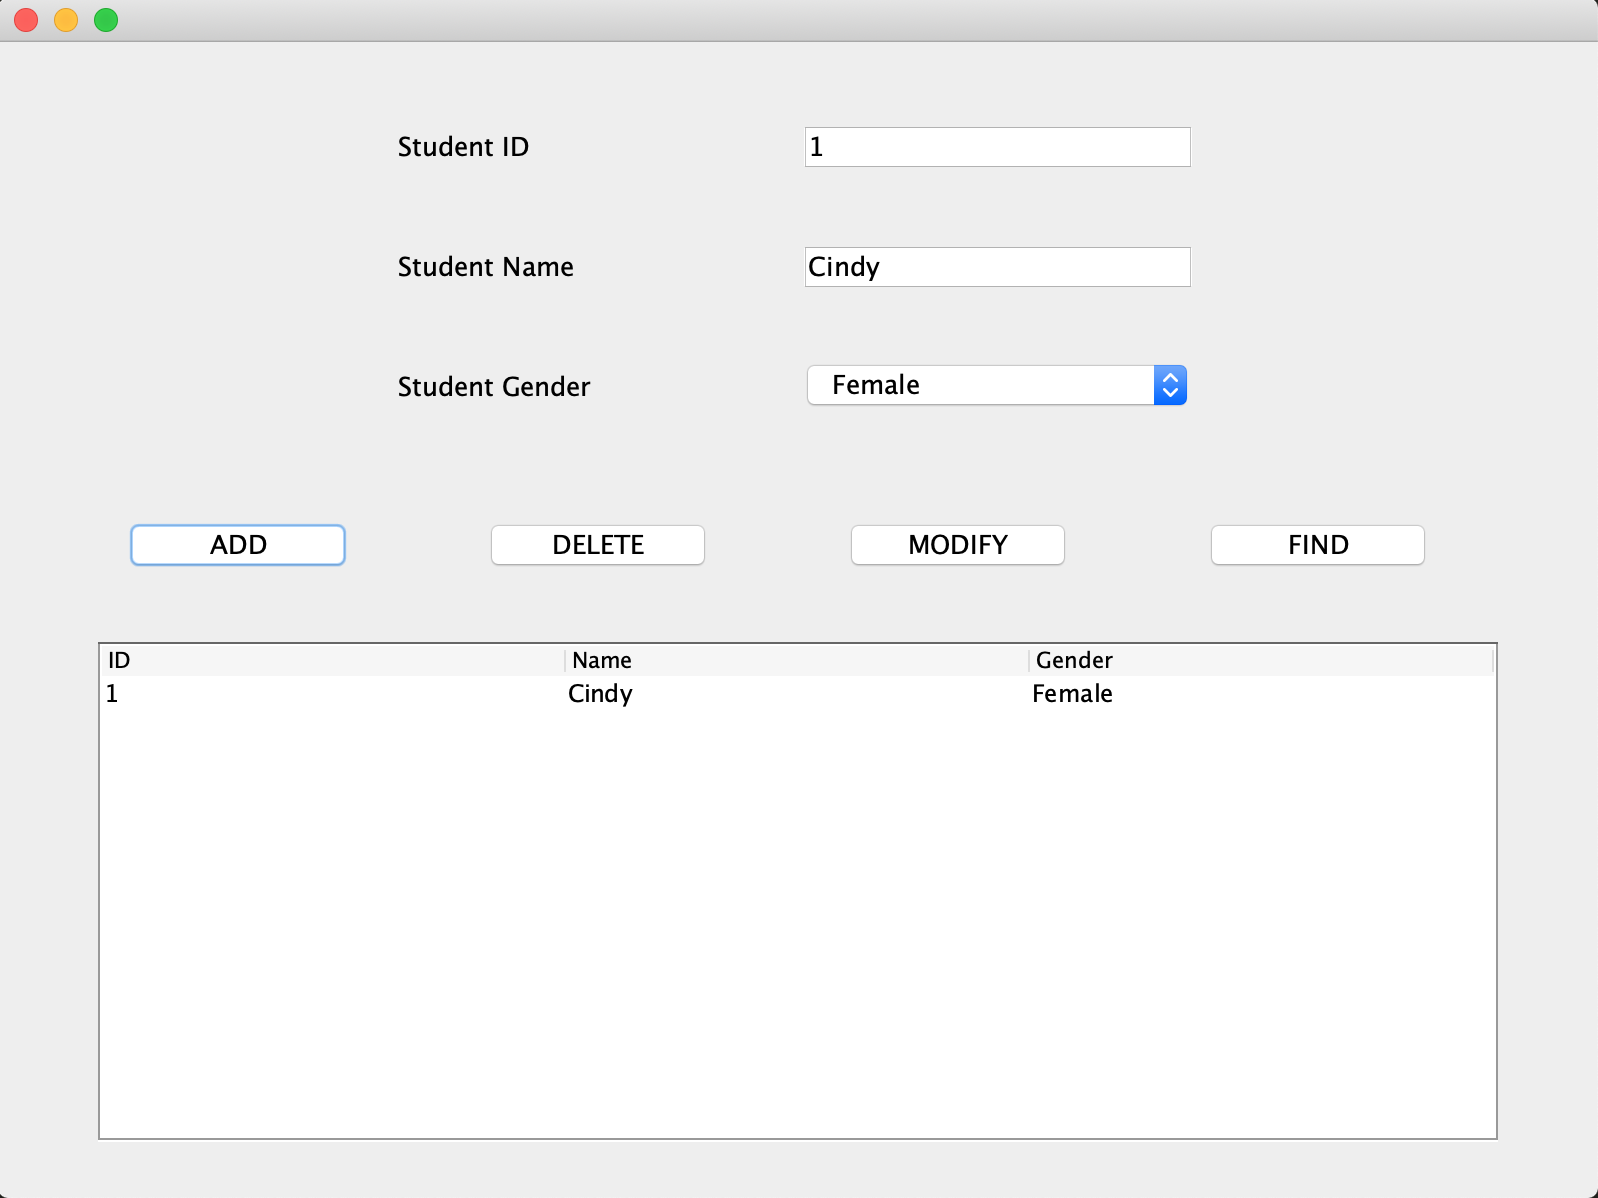 Student ID 1
Student Name Cindy
Student Gender Female
ADD DELETE MODIFY FIND
ID Name Gender
1 Cindy Female